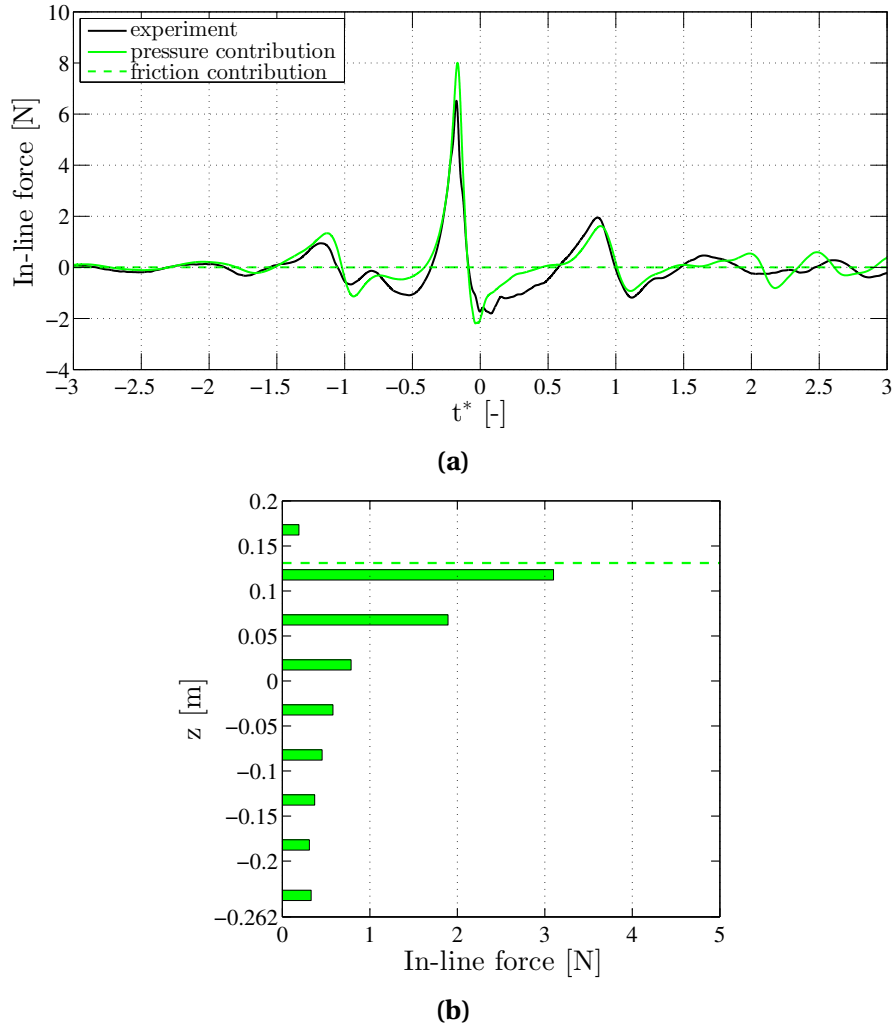 10
experiment
pressure contribution
friction contribution
8
6
4
2
0
−2
−4
In-line force [N]
−3 −2.5 −2 −1.5 −1 −0.5 0 0.5 1 1.5 2 2.5 3
t* [-]
(a)
0.2
0.15
0.1
0.05
0
−0.05
−0.1
−0.15
−0.2
−0.262
z [m]
0 1 2 3 4 5
In-line force [N]
(b)